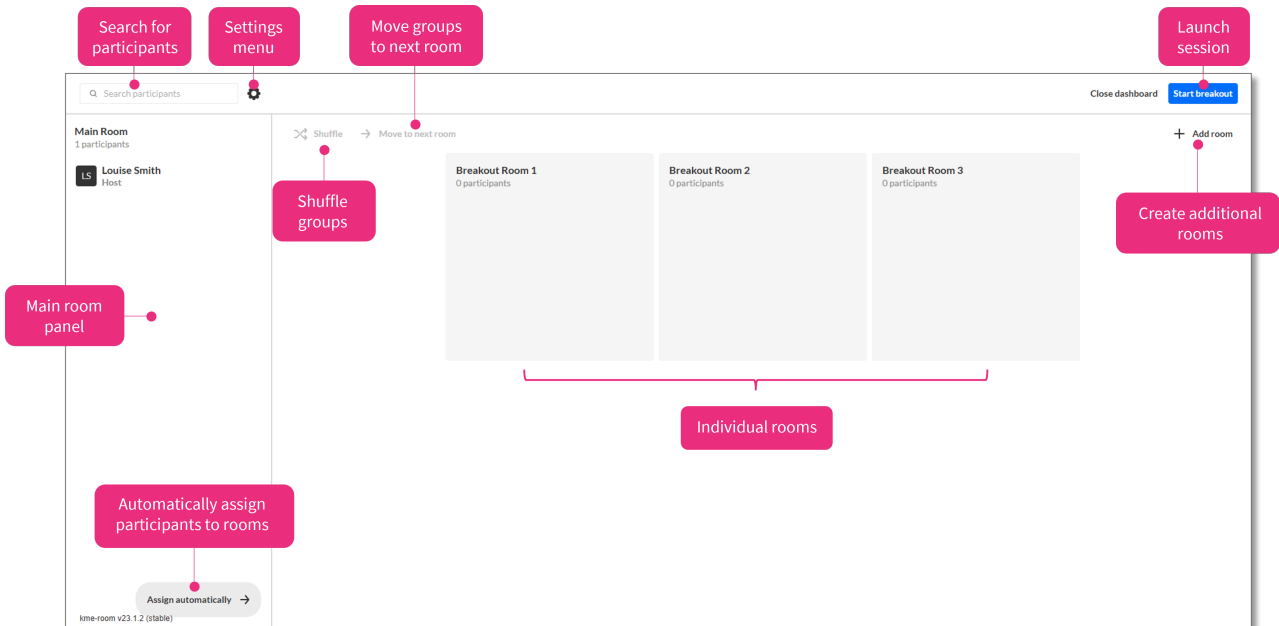 Search for
participants
Settings
menu
Move groups
to next room
Launch
session
Search participants
Close dashboard
Start breakout
Main Room
1 participants
Shuffle
Move to next room
Add room
LS
Louise Smith
Host
Breakout Room 1
0 participants
Breakout Room 2
0 participants
Breakout Room 3
0 participants
Shuffle
groups
Create additional
rooms
Main room
panel
Individual rooms
Automatically assign
participants to rooms
Assign automatically
kme-room v23.1.2 (stable)